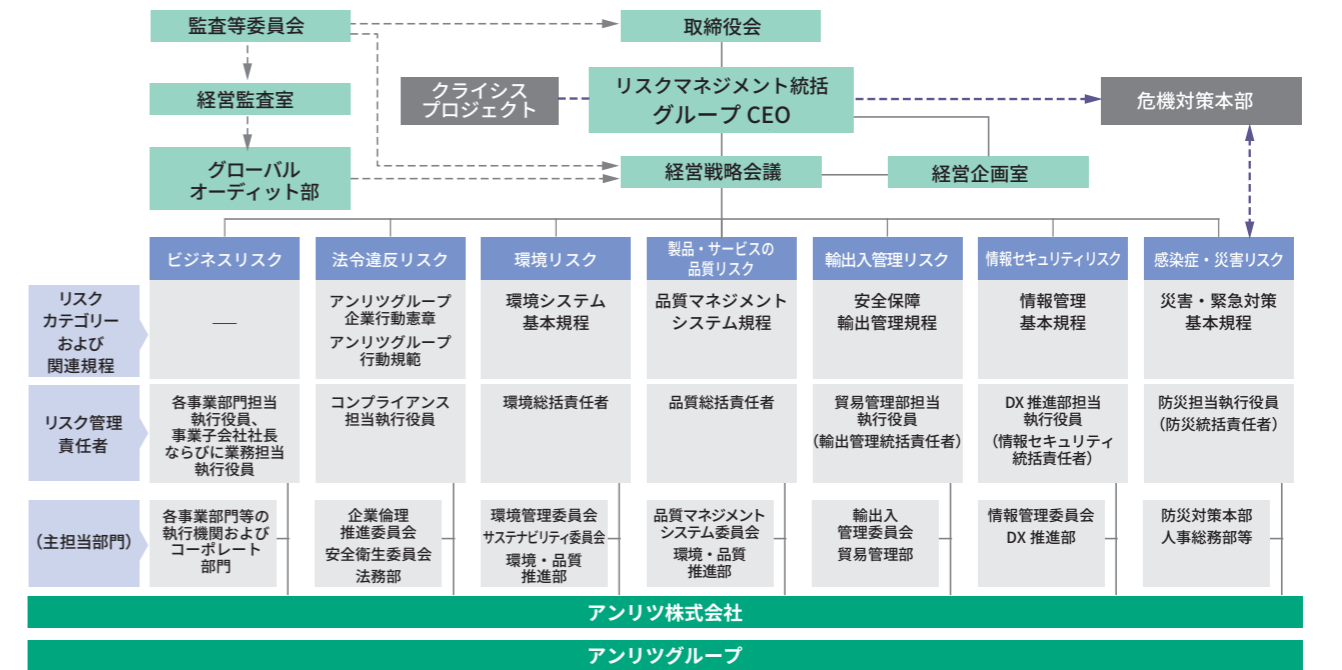 監査等委員会
取締役会
経営監査室
クライシス
プロジェクト
リスクマネジメント統括
グループ CEO
危機対策本部
グローバル
オーディット部
経営戦略会議
経営企画室
ビジネスリスク
法令違反リスク
環境リスク
製品・サービスの
品質リスク
輸出入管理リスク
情報セキュリティリスク
感染症・災害リスク
リスク
カテゴリー
および
関連規程
──
アンリツグループ
企業行動憲章
アンリツグループ
行動規範
環境システム
基本規程
品質マネジメント
システム規程
安全保障
輸出管理規程
情報管理
基本規程
災害・緊急対策
基本規程
リスク管理
責任者
各事業部門担当
執行役員、
事業子会社社長
ならびに業務担当
執行役員
コンプライアンス
担当執行役員
環境総括責任者
品質総括責任者
貿易管理部担当
執行役員
（輸出管理統括責任者）
DX 推進部担当
執行役員
（情報セキュリティ
統括責任者）
防災担当執行役員
（防災統括責任者）
（主担当部門）
各事業部門等の
執行機関および
コーポレート
部門
企業倫理
推進委員会
安全衛生委員会
法務部
環境管理委員会
サステナビリティ委員会
環境・品質
推進部
品質マネジメント
システム委員会
環境・品質
推進部
輸出入
管理委員会
貿易管理部
情報管理委員会
DX 推進部
防災対策本部
人事総務部等
アンリツ株式会社
アンリツグループ